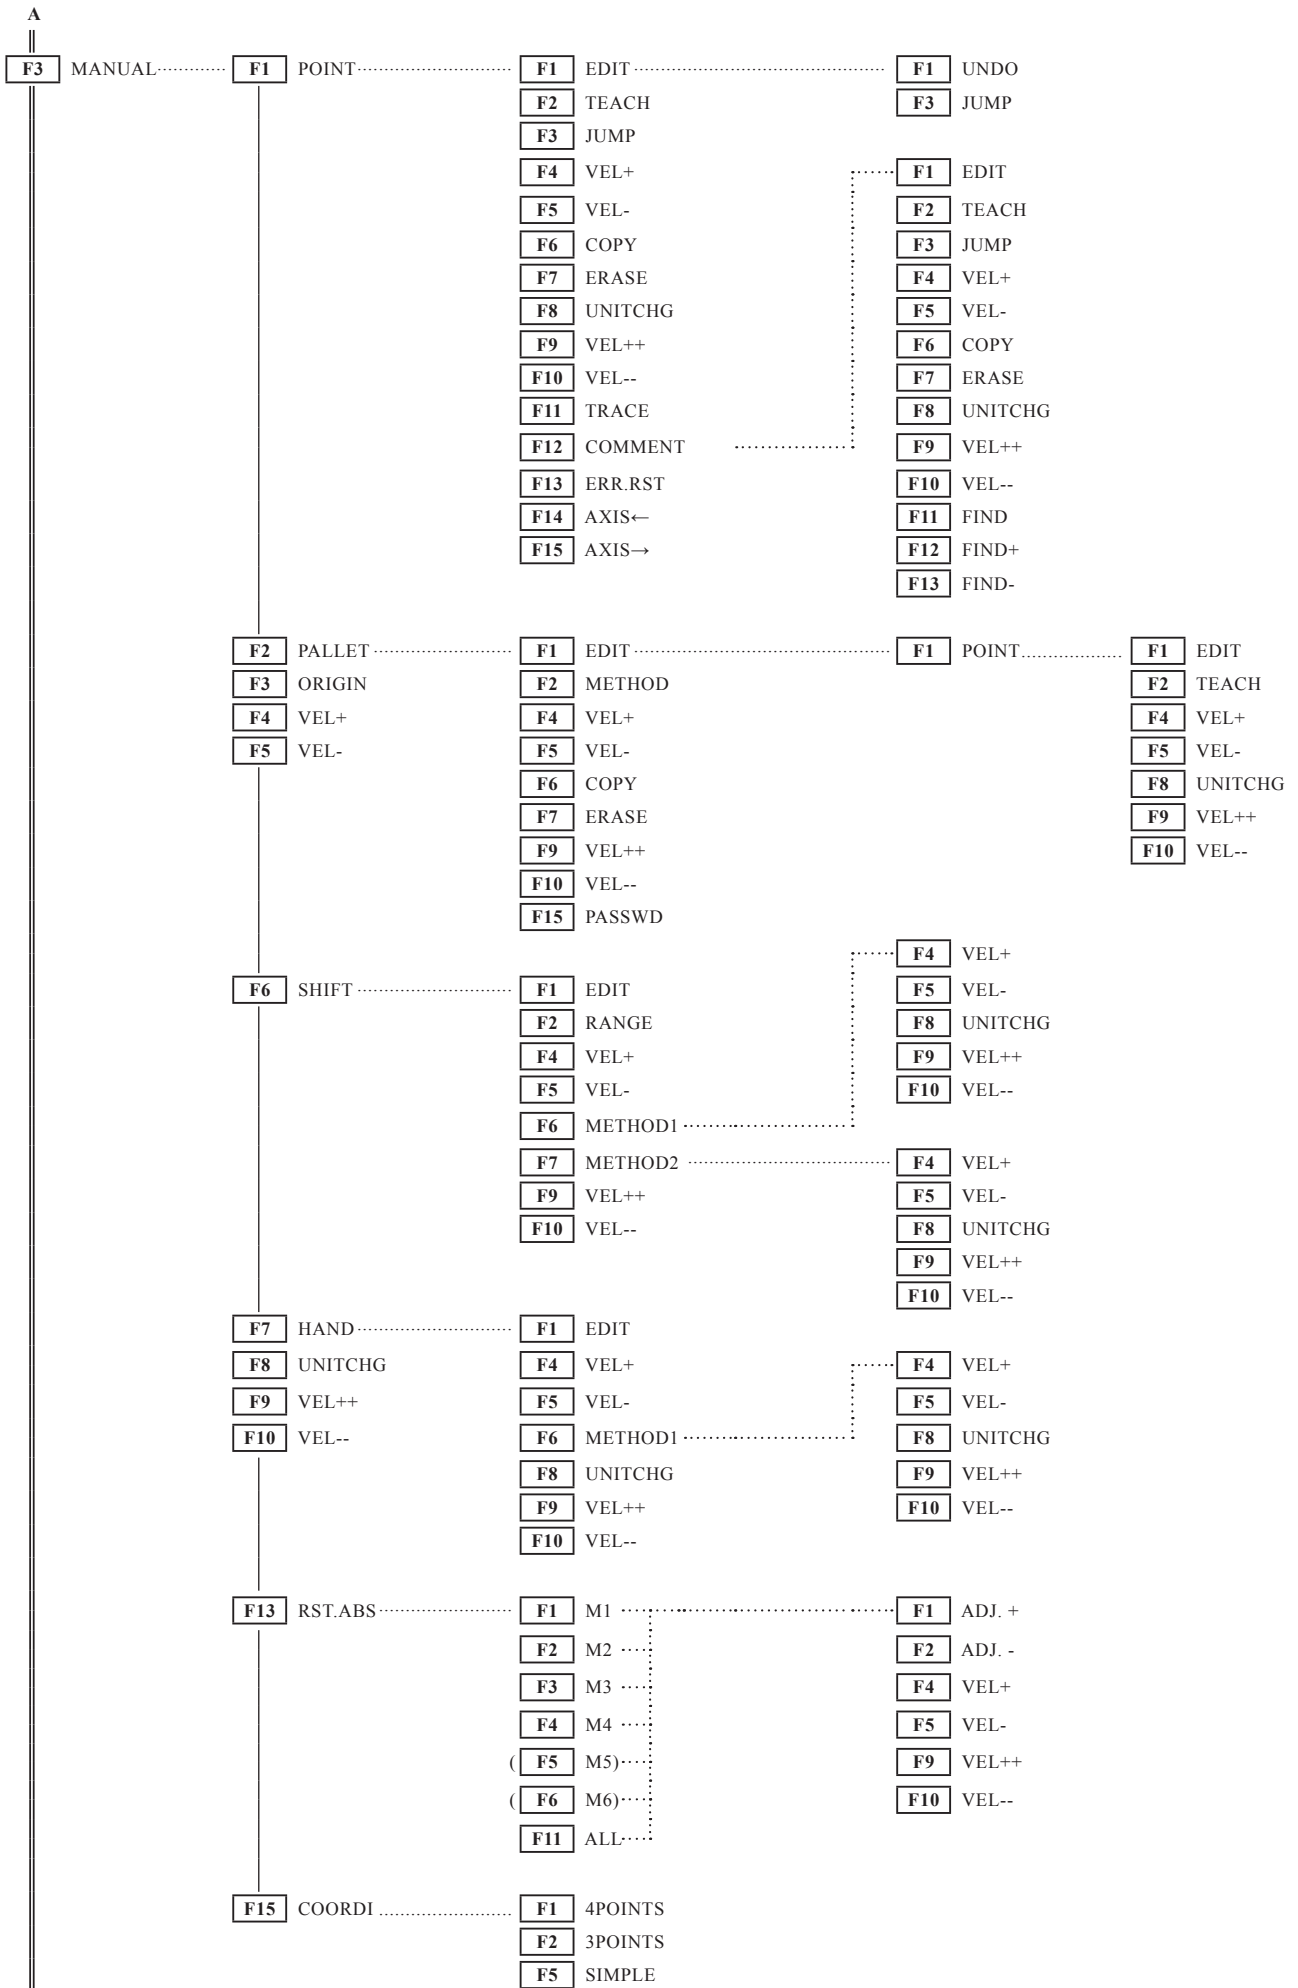 A
F3 MANUAL F1 POINT F1 EDIT F1 UNDO
F2 TEACH F3 JUMP
F3 JUMP
F4 VEL+ F1 EDIT
F5 VEL- F2 TEACH
F6 COPY F3 JUMP
F7 ERASE F4 VEL+
F8 UNITCHG F5 VEL-
F9 VEL++ F6 COPY
F10 VEL-- F7 ERASE
F11 TRACE F8 UNITCHG
F12 COMMENT F9 VEL++
F13 ERR.RST F10 VEL--
F14 AXIS← F11 FIND
F15 AXIS→ F12 FIND+
F13 FIND-
F2 PALLET F1 EDIT F1 POINT F1 EDIT
F3 ORIGIN F2 METHOD F2 TEACH
F4 VEL+ F4 VEL+ F4 VEL+
F5 VEL- F5 VEL- F5 VEL-
F6 COPY F8 UNITCHG
F7 ERASE F9 VEL++
F9 VEL++ F10 VEL--
F10 VEL--
F15 PASSWD
F4 VEL+
F6 SHIFT F1 EDIT F5 VEL-
F2 RANGE F8 UNITCHG
F4 VEL+ F9 VEL++
F5 VEL- F10 VEL--
F6 METHOD1
F7 METHOD2 F4 VEL+
F9 VEL++ F5 VEL-
F10 VEL-- F8 UNITCHG
F9 VEL++
F10 VEL--
F7 HAND F1 EDIT
F8 UNITCHG F4 VEL+ F4 VEL+
F9 VEL++ F5 VEL- F5 VEL-
F10 VEL-- F6 METHOD1 F8 UNITCHG
F8 UNITCHG F9 VEL++
F9 VEL++ F10 VEL--
F10 VEL--
F13 RST.ABS F1 M1 F1 ADJ. +
F2 M2 F2 ADJ. -
F3 M3 F4 VEL+
F4 M4 F5 VEL-
( F5 M5) F9 VEL++
( F6 M6) F10 VEL--
F11 ALL
F15 COORDI F1 4POINTS
F2 3POINTS
F5 SIMPLE